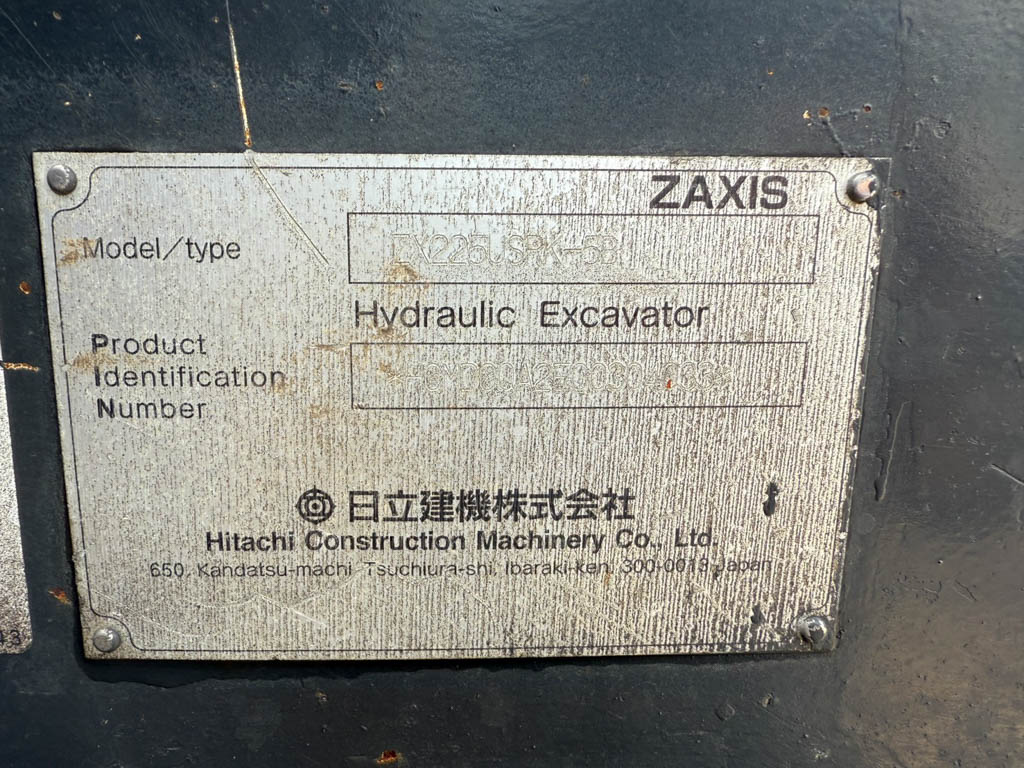 ZAXIS
Model/type
Hydraulic Excavator
Product
Identification
Number
日立建機株式会社
Hitachi Construction Machinery Co., Ltd.
650, Kandatsu-machi, Tsuchiura-shi, Ibaraki-ken, 300-0013 Japan